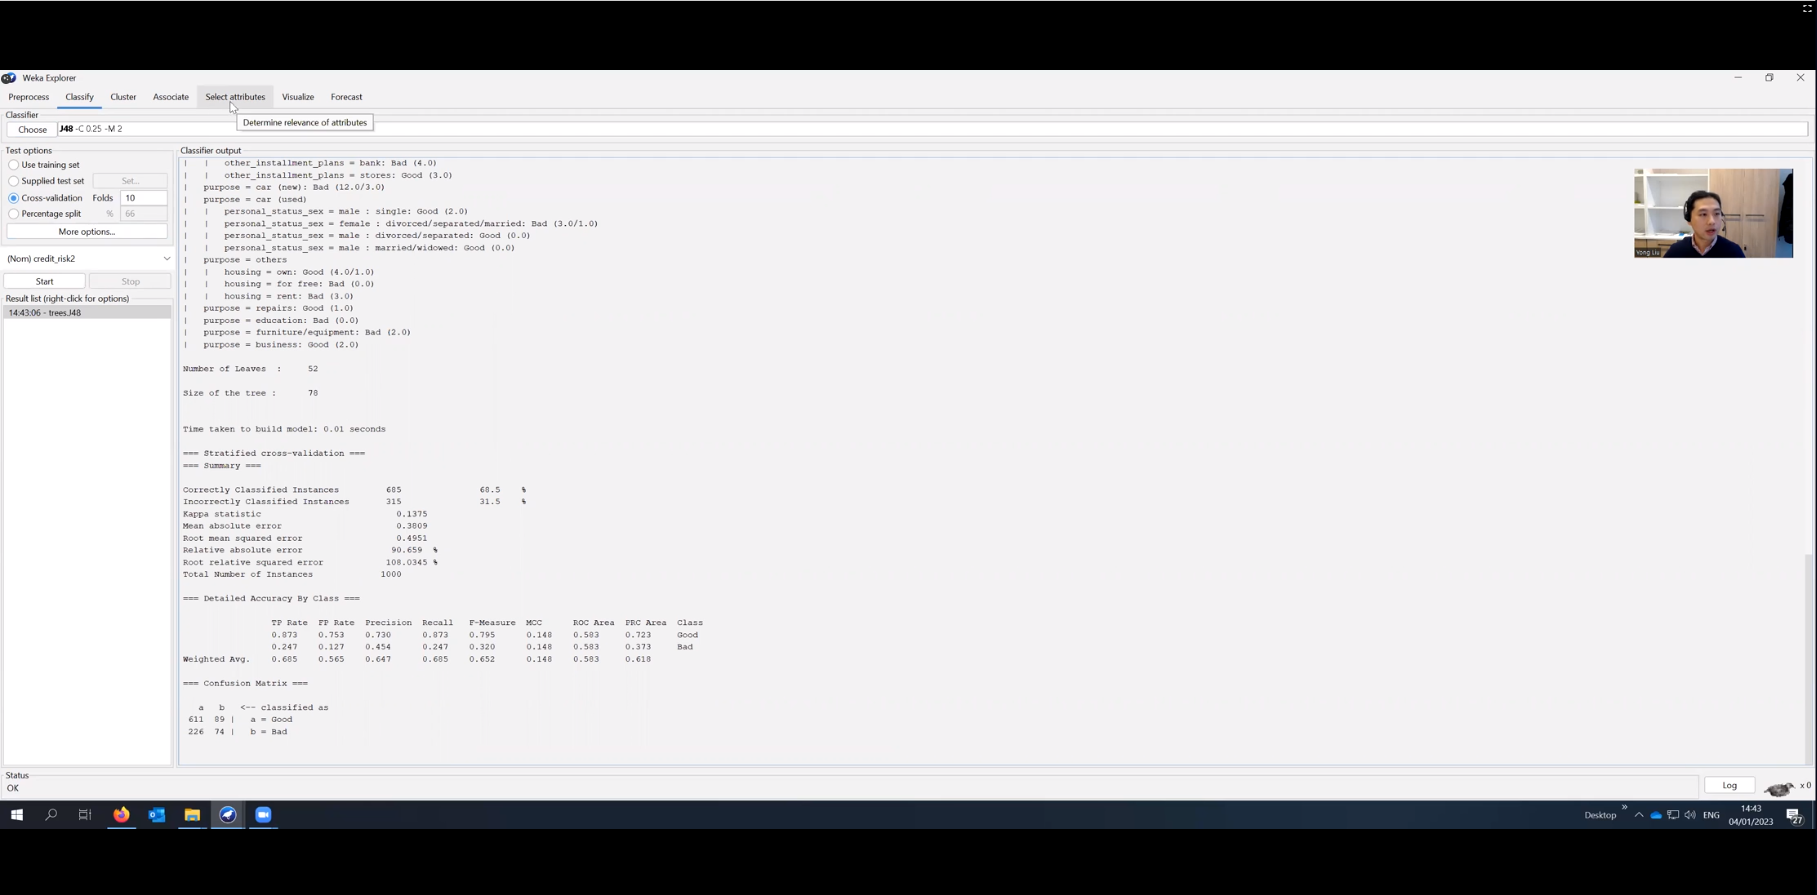 Weka Explorer
Preprocess Classify Cluster Associate Select attributes Visualize Forecast
Determine relevance of attributes
Classifier
Choose J48 -C 0.25 -M 2
Test options
Use training set
Supplied test set Set...
Cross-validation Folds 10
Percentage split % 66
More options...
(Nom) credit_risk2
Start Stop
Result list (right-click for options)
14:43:06 - trees.J48
Classifier output
| | other_installment_plans = bank: Bad (4.0)
| | other_installment_plans = stores: Good (3.0)
| purpose = car (new): Bad (12.0/3.0)
| purpose = car (used)
| | personal_status_sex = male : single: Good (2.0)
| | personal_status_sex = female : divorced/separated/married: Bad (3.0/1.0)
| | personal_status_sex = male : divorced/separated: Good (0.0)
| | personal_status_sex = male : married/widowed: Good (0.0)
| purpose = others
| | housing = own: Good (4.0/1.0)
| | housing = for free: Bad (0.0)
| | housing = rent: Bad (3.0)
| purpose = repairs: Good (1.0)
| purpose = education: Bad (0.0)
| purpose = furniture/equipment: Bad (2.0)
| purpose = business: Good (2.0)
Number of Leaves : 52
Size of the tree : 78
Time taken to build model: 0.01 seconds
=== Stratified cross-validation ===
=== Summary ===
Correctly Classified Instances 685 68.5 %
Incorrectly Classified Instances 315 31.5 %
Kappa statistic 0.1375
Mean absolute error 0.3809
Root mean squared error 0.4951
Relative absolute error 90.659 %
Root relative squared error 108.0345 %
Total Number of Instances 1000
=== Detailed Accuracy By Class ===
TP Rate FP Rate Precision Recall F-Measure MCC ROC Area PRC Area Class
0.873 0.753 0.730 0.873 0.795 0.148 0.583 0.723 Good
0.247 0.127 0.454 0.247 0.320 0.148 0.583 0.373 Bad
Weighted Avg. 0.685 0.565 0.647 0.685 0.652 0.148 0.583 0.618
=== Confusion Matrix ===
a b <-- classified as
611 89 | a = Good
226 74 | b = Bad
Yong Liu
Status
OK
Log x 0
Desktop » ENG 14:43
04/01/2023 27